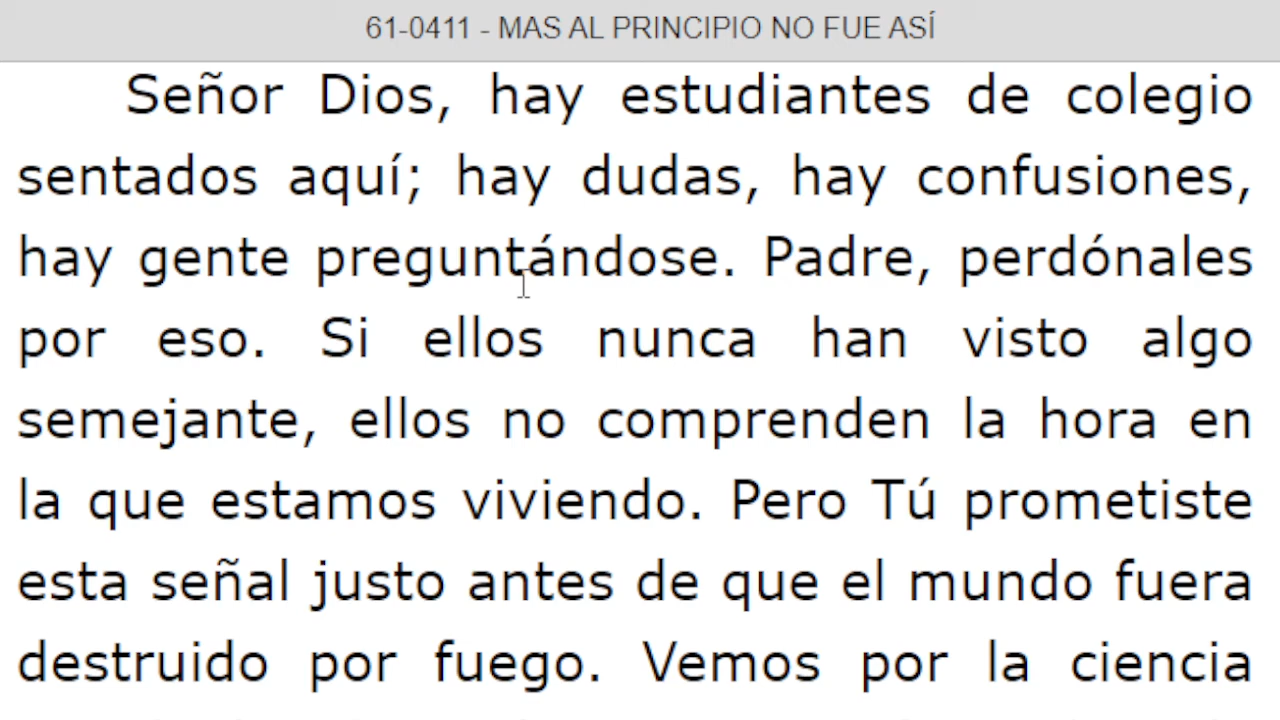 61-0411 - MAS AL PRINCIPIO NO FUE ASÍ
Señor Dios, hay estudiantes de colegio
sentados aquí; hay dudas, hay confusiones,
hay gente preguntándose. Padre, perdónales
por eso. Si ellos nunca han visto algo
semejante, ellos no comprenden la hora en
la que estamos viviendo. Pero Tú prometiste
esta señal justo antes de que el mundo fuera
destruido por fuego. Vemos por la ciencia